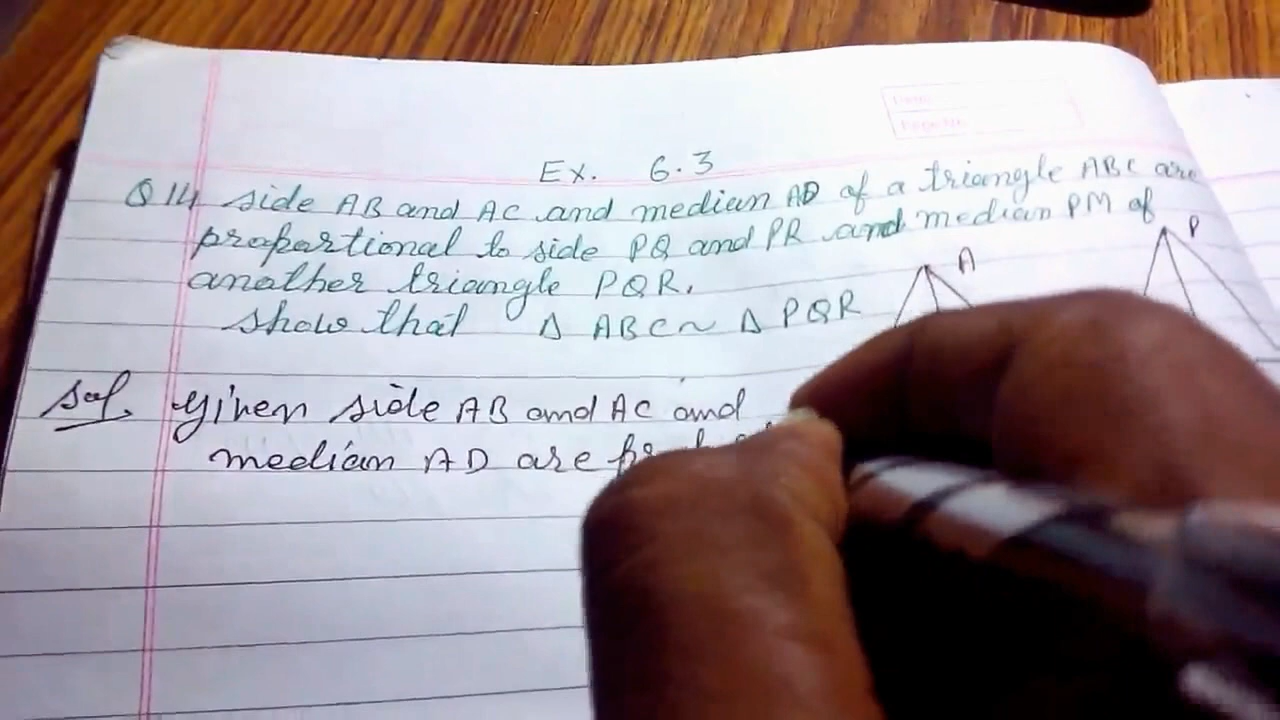 Ex. 6.3
Q 14 side AB and AC and median AD of a triangle ABC are
proportional to side PQ and PR and median PM of
another triangle PQR.
show that Δ ABC ~ Δ PQR
A
P
Sol. Given side AB and AC and
median AD are